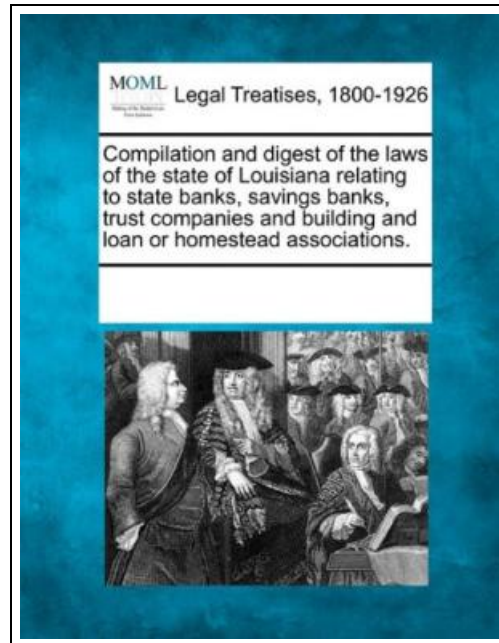 MOML
Legal Treatises, 1800-1926
Compilation and digest of the laws
of the state of Louisiana relating
to state banks, savings banks,
trust companies and building and
loan or homestead associations.